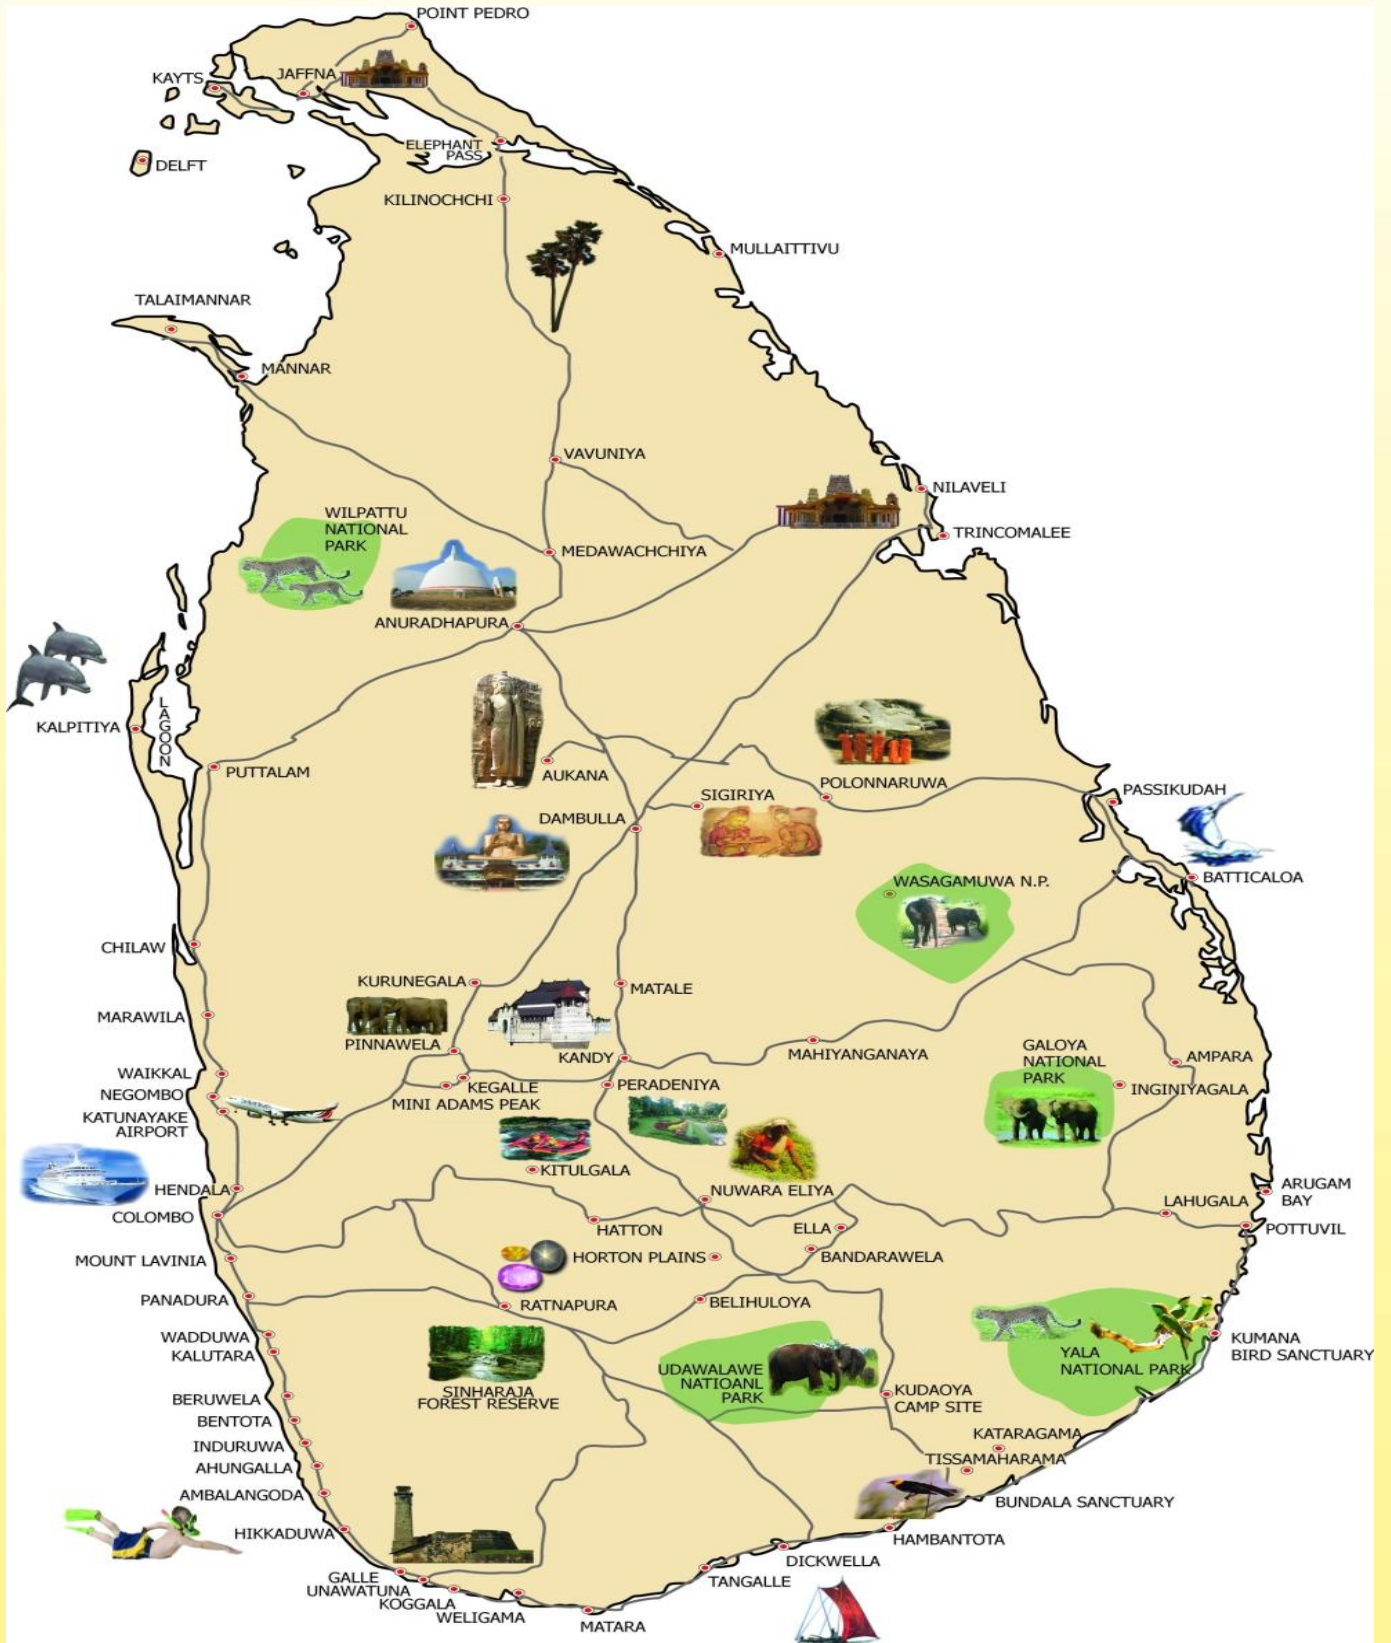 POINT PEDRO
KAYTS
JAFFNA
ELEPHANT
PASS
DELFT
KILINOCHCHI
MULLAITTIVU
TALAIMANNAR
MANNAR
VAVUNIYA
NILAVELI
WILPATTU
NATIONAL
PARK
TRINCOMALEE
MEDAWACHCHIYA
ANURADHAPURA
LAGOON
KALPITIYA
PUTTALAM
AUKANA
POLONNARUWA
SIGIRIYA
PASSIKUDAH
DAMBULLA
WASAGAMUWA N.P.
BATTICALOA
CHILAW
KURUNEGALA
MATALE
MARAWILA
PINNAWELA
KANDY
MAHIYANGANAYA
GALOYA
NATIONAL
PARK
AMPARA
WAIKKAL
KEGALLE
PERADENIYA
INGINIYAGALA
NEGOMBO
MINI ADAMS PEAK
KATUNAYAKE
AIRPORT
KITULGALA
HENDALA
NUWARA ELIYA
LAHUGALA
ARUGAM
BAY
COLOMBO
HATTON
ELLA
POTTUVIL
MOUNT LAVINIA
HORTON PLAINS
BANDARAWELA
PANADURA
RATNAPURA
BELIHULOYA
WADDUWA
KALUTARA
KUMANA
BIRD SANCTUARY
YALA
NATIONAL PARK
UDAWALAWE
NATIOANL
PARK
BERUWELA
SINHARAJA
FOREST RESERVE
KUDAOYA
CAMP SITE
BENTOTA
INDURUWA
KATARAGAMA
AHUNGALLA
TISSAMAHARAMA
AMBALANGODA
BUNDALA SANCTUARY
HIKKADUWA
HAMBANTOTA
DICKWELLA
GALLE
UNAWATUNA
TANGALLE
KOGGALA
WELIGAMA
MATARA